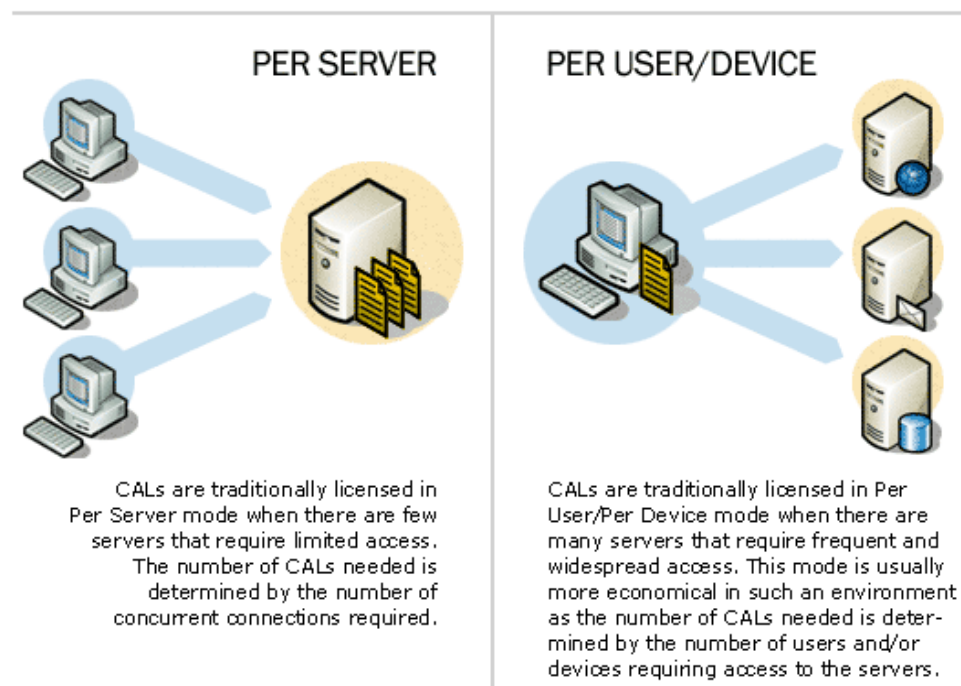 PER SERVER
CALs are traditionally licensed in
Per Server mode when there are few
servers that require limited access.
The number of CALs needed is
determined by the number of
concurrent connections required.
PER USER/DEVICE
CALs are traditionally licensed in Per
User/Per Device mode when there are
many servers that require frequent and
widespread access. This mode is usually
more economical in such an environment
as the number of CALs needed is deter-
mined by the number of users and/or
devices requiring access to the servers.